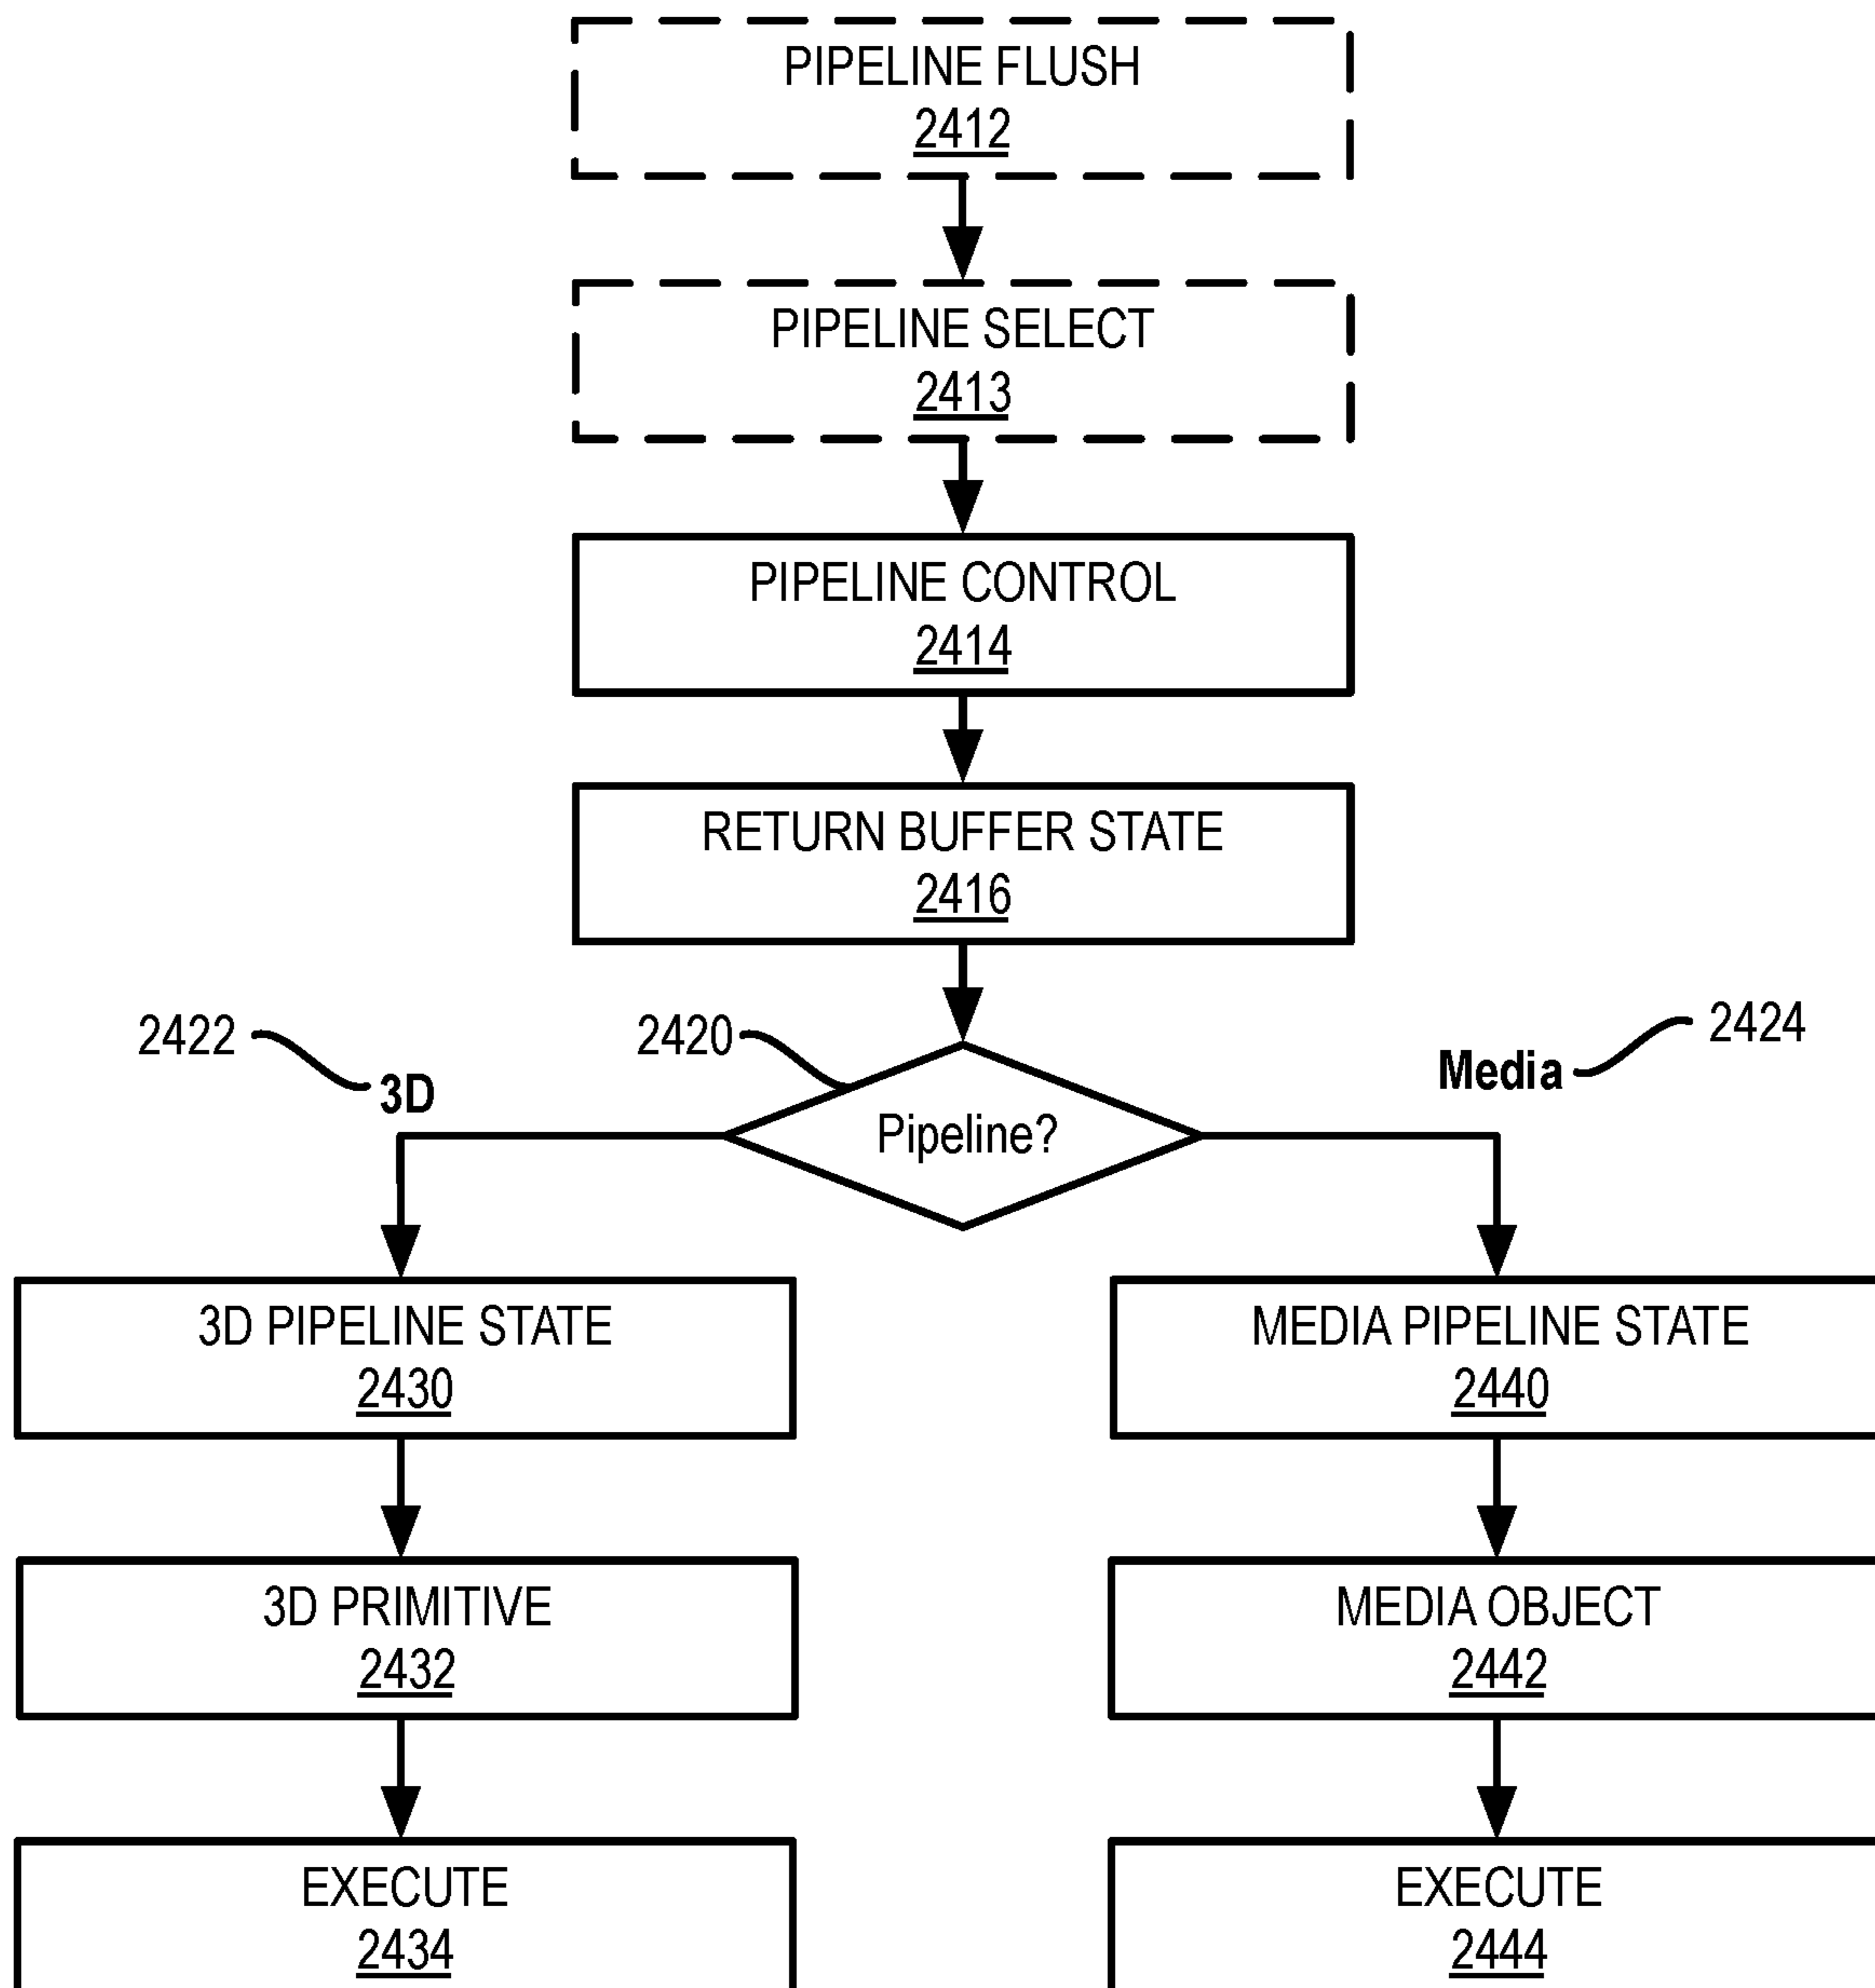 PIPELINE FLUSH
2412
PIPELINE SELECT
2413
PIPELINE CONTROL
2414
RETURN BUFFER STATE
2416
2422
3D
2420
Pipeline?
Media
2424
3D PIPELINE STATE
2430
MEDIA PIPELINE STATE
2440
3D PRIMITIVE
2432
MEDIA OBJECT
2442
EXECUTE
2434
EXECUTE
2444